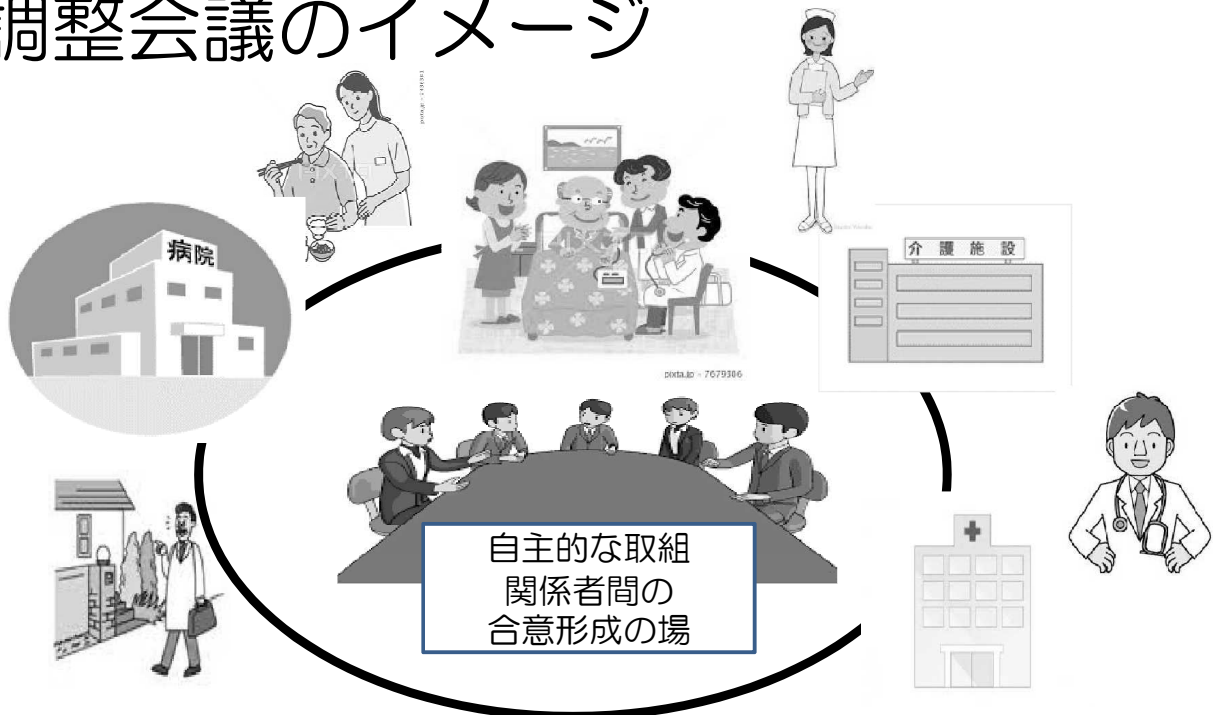 調整会議のイメージ
病院
介護施設
pixta.jp - 7679386
自主的な取組
関係者間の
合意形成の場